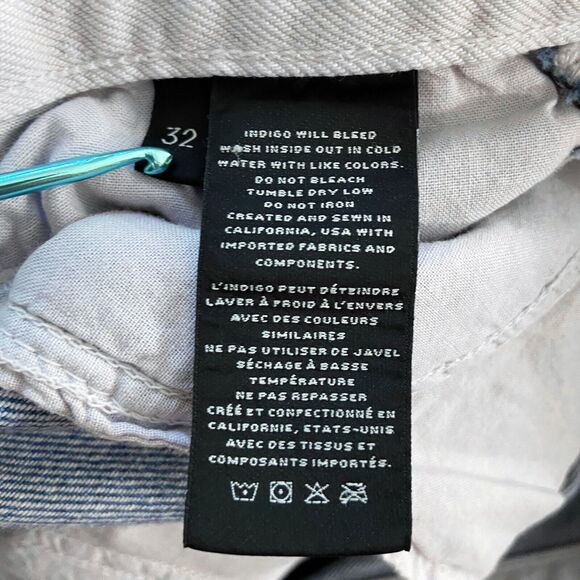 32
INDIGO WILL BLEED
WASH INSIDE OUT IN COLD
WATER WITH LIKE COLORS.
DO NOT BLEACH
TUMBLE DRY LOW
DO NOT IRON
CREATED AND SEWN IN
CALIFORNIA, USA WITH
IMPORTED FABRICS AND
COMPONENTS.
L'INDIGO PEUT DÉTEINDRE
LAVER À FROID À L'ENVERS
AVEC DES COULEURS
SIMILAIRES
NE PAS UTILISER DE JAVEL
SÉCHAGE À BASSE
TEMPÉRATURE
NE PAS REPASSER
CRÉÉ ET CONFECTIONNÉ EN
CALIFORNIE, ETATS-UNIS
AVEC DES TISSUS ET
COMPOSANTS IMPORTÉS.